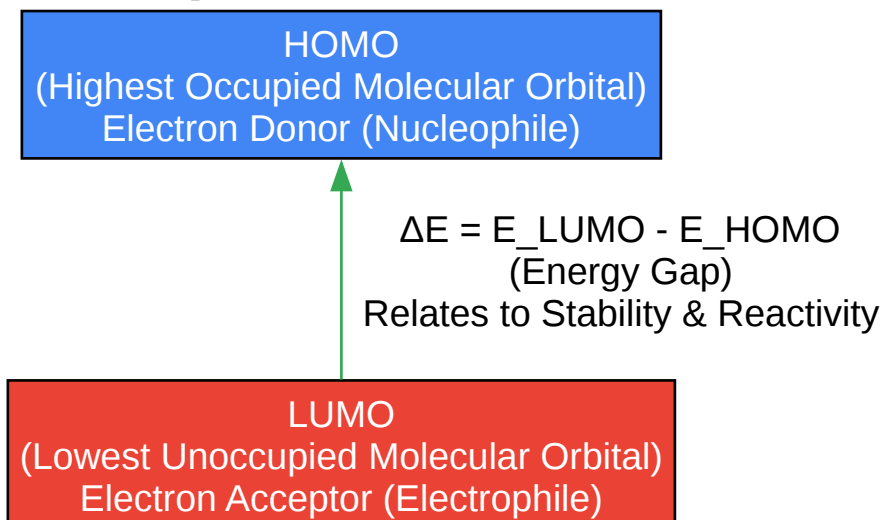 HOMO
(Highest Occupied Molecular Orbital)
Electron Donor (Nucleophile)
ΔE = E_LUMO - E_HOMO
(Energy Gap)
Relates to Stability & Reactivity
LUMO
(Lowest Unoccupied Molecular Orbital)
Electron Acceptor (Electrophile)